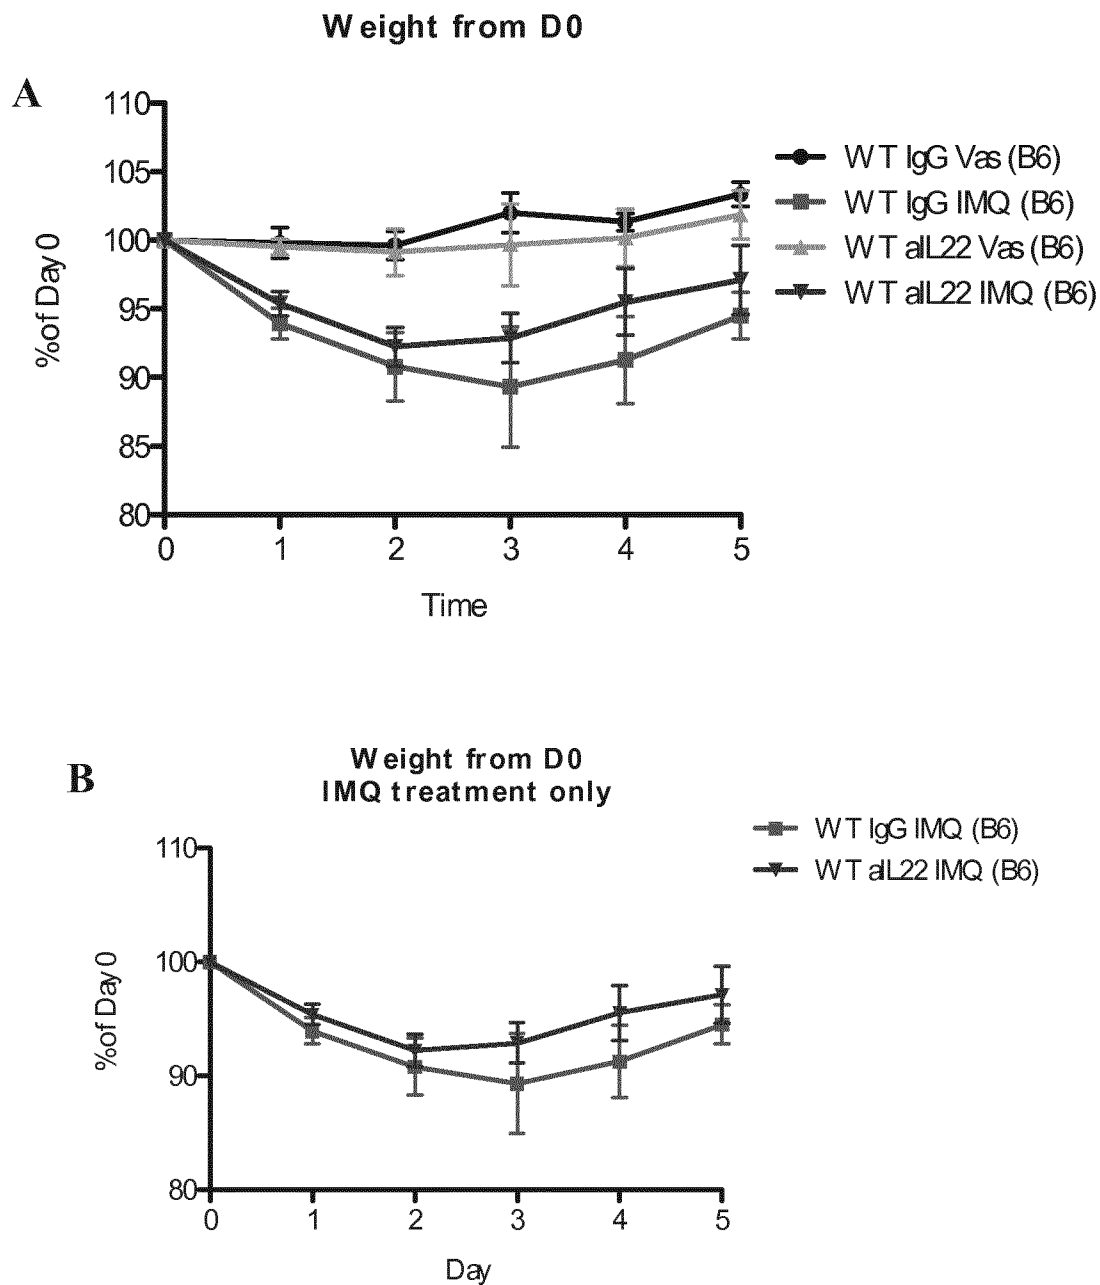 Weight from D0
A
110
105
100
95
90
85
80
% of Day 0
0 1 2 3 4 5
Time
WT IgG Vas (B6)
WT IgG IMQ (B6)
WT aIL22 Vas (B6)
WT aIL22 IMQ (B6)
B
Weight from D0
IMQ treatment only
110
100
90
80
% of Day 0
0 1 2 3 4 5
Day
WT IgG IMQ (B6)
WT aIL22 IMQ (B6)